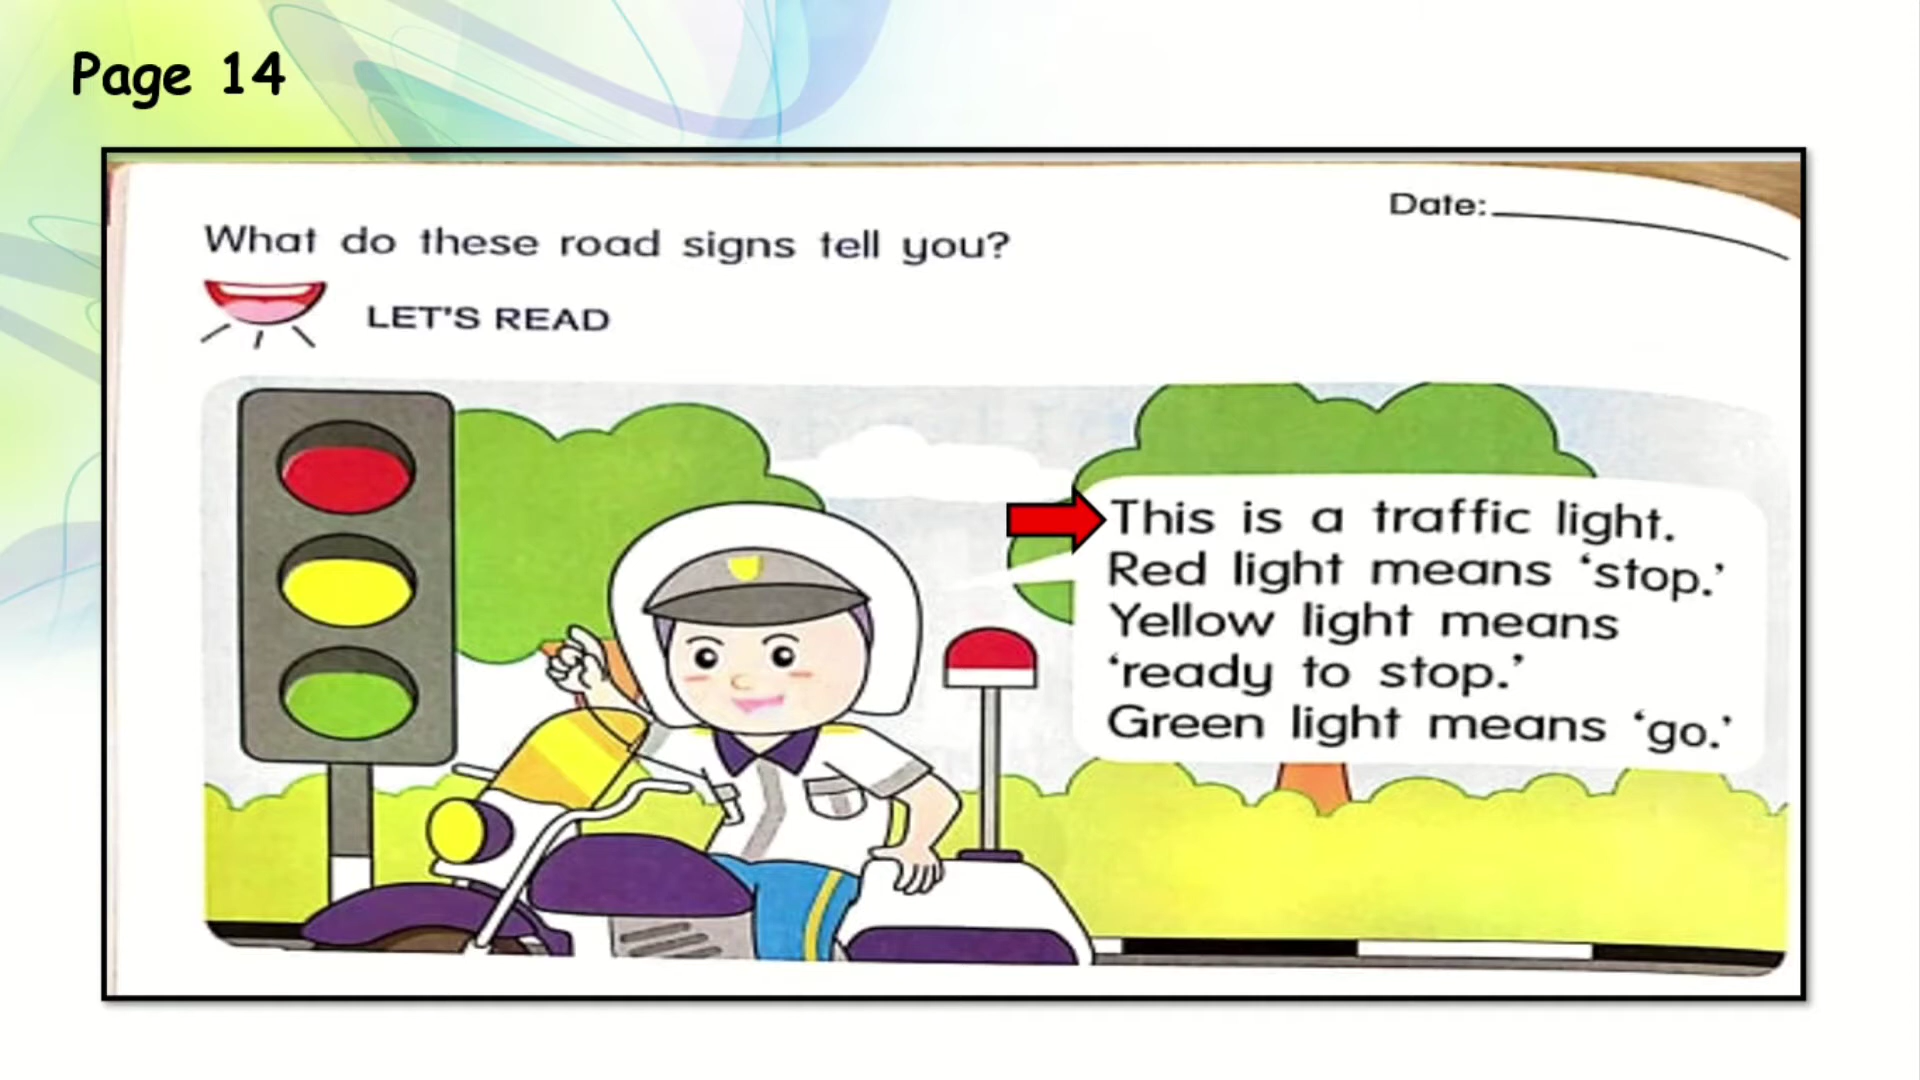 Page 14
Date:
What do these road signs tell you?
LET'S READ
This is a traffic light.
Red light means ‘stop.’
Yellow light means
‘ready to stop.’
Green light means ‘go.’